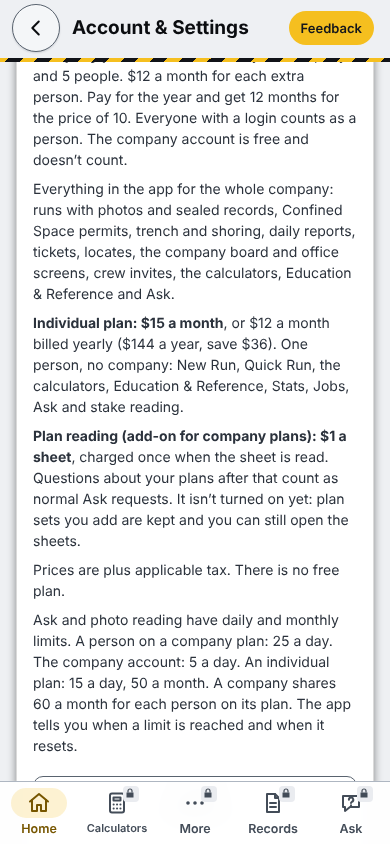 Account & Settings
Feedback
and 5 people. $12 a month for each extra
person. Pay for the year and get 12 months for
the price of 10. Everyone with a login counts as a
person. The company account is free and
doesn’t count.
Everything in the app for the whole company:
runs with photos and sealed records, Confined
Space permits, trench and shoring, daily reports,
tickets, locates, the company board and office
screens, crew invites, the calculators, Education
& Reference and Ask.
Individual plan: $15 a month, or $12 a month
billed yearly ($144 a year, save $36). One
person, no company: New Run, Quick Run, the
calculators, Education & Reference, Stats, Jobs,
Ask and stake reading.
Plan reading (add-on for company plans): $1 a
sheet, charged once when the sheet is read.
Questions about your plans after that count as
normal Ask requests. It isn’t turned on yet: plan
sets you add are kept and you can still open the
sheets.
Prices are plus applicable tax. There is no free
plan.
Ask and photo reading have daily and monthly
limits. A person on a company plan: 25 a day.
The company account: 5 a day. An individual
plan: 15 a day, 50 a month. A company shares
60 a month for each person on its plan. The app
tells you when a limit is reached and when it
resets.
Home
Calculators
More
Records
Ask